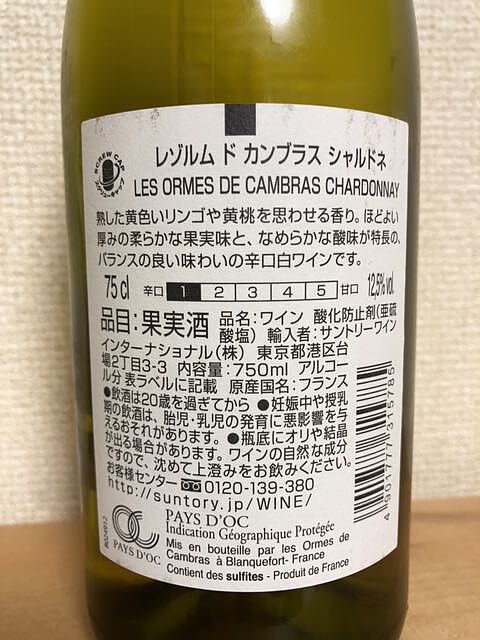 SCREW CAP
レゾルム ド カンブラス シャルドネ
LES ORMES DE CAMBRAS CHARDONNAY
熟した黄色いリンゴや黄桃を思わせる香り。ほどよい
厚みの柔らかな果実味と、なめらかな酸味が特長の、
バランスの良い味わいの辛口白ワインです。
75 cl 辛口 1 2 3 4 5 甘口 12,5% vol.
品目:果実酒 品名:ワイン 酸化防止剤(亜硫
酸塩) 輸入者:サントリーワイン
インターナショナル(株) 東京都港区台
場2丁目3-3 内容量:750ml アルコー
ル分 表ラベルに記載 原産国名:フランス
●飲酒は20歳を過ぎてから ●妊娠中や授乳
期の飲酒は、胎児・乳児の発育に悪影響を与
えるおそれがあります。●瓶底にオリや結晶
が出る場合があります。ワインの自然な成分
ですので、沈めて上澄みをお飲みください。
お客様センター 0120-139-380
http://suntory.jp/WINE/
PAYS D'OC
Indication Géographique Protégée
PAYS D'OC
Mis en bouteille par les Ormes de
Cambras à Blanquefort- France
Contient des sulfites - Produit de France
4 901777 315785